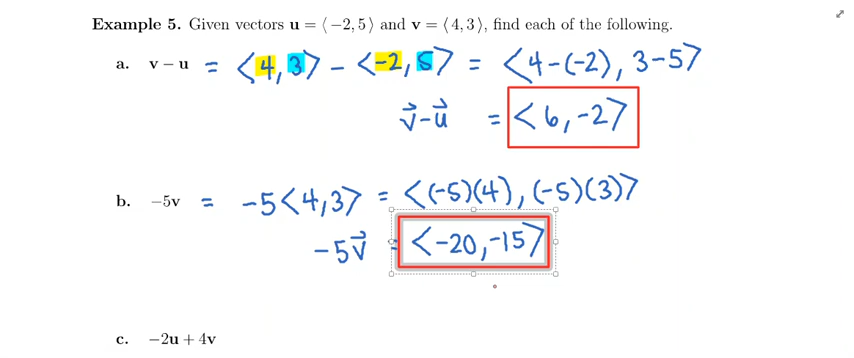 Example 5. Given vectors u = ⟨−2, 5⟩ and v = ⟨4, 3⟩, find each of the following.
a. v − u = <4, 3> − <-2, 5> = <4-(-2), 3-5>
v⃗-u⃗ = <6, -2>
b. −5v = -5<4,3> = <(-5)(4), (-5)(3)>
-5v⃗ = <-20, -15>
c. −2u + 4v